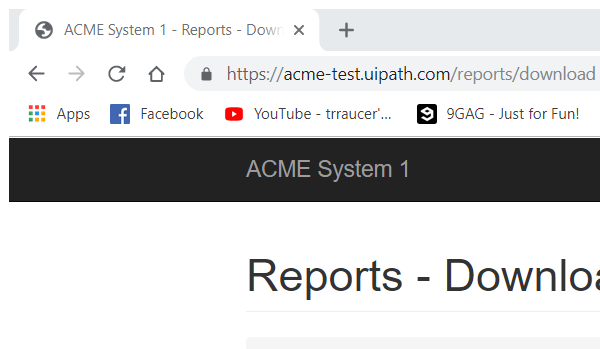 ACME System 1 - Reports - Down
https://acme-test.uipath.com/reports/download
Apps Facebook YouTube - trraucer'... 9GAG - Just for Fun!
ACME System 1
Reports - Downloa